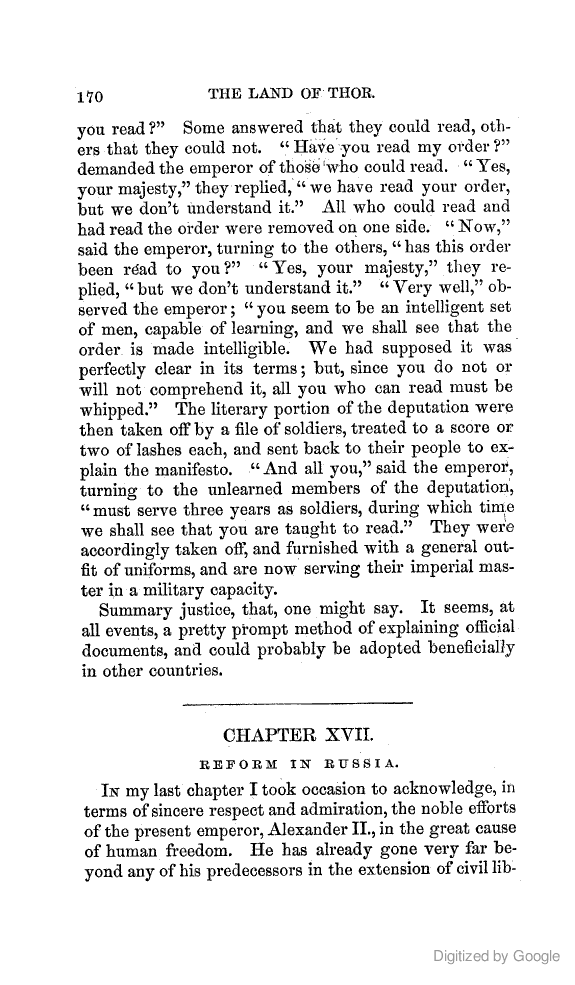 170
THE LAND OF THOR.
you read?” Some answered that they could read, oth-
ers that they could not. “Have you read my order?”
demanded the emperor of those who could read. “Yes,
your majesty,” they replied, “we have read your order,
but we don’t understand it.” All who could read and
had read the order were removed on one side. “Now,”
said the emperor, turning to the others, “has this order
been read to you?” “Yes, your majesty,” they re-
plied, “but we don’t understand it.” “Very well,” ob-
served the emperor; “you seem to be an intelligent set
of men, capable of learning, and we shall see that the
order is made intelligible. We had supposed it was
perfectly clear in its terms; but, since you do not or
will not comprehend it, all you who can read must be
whipped.” The literary portion of the deputation were
then taken off by a file of soldiers, treated to a score or
two of lashes each, and sent back to their people to ex-
plain the manifesto. “And all you,” said the emperor,
turning to the unlearned members of the deputation,
“must serve three years as soldiers, during which time
we shall see that you are taught to read.” They were
accordingly taken off, and furnished with a general out-
fit of uniforms, and are now serving their imperial mas-
ter in a military capacity.
Summary justice, that, one might say. It seems, at
all events, a pretty prompt method of explaining official
documents, and could probably be adopted beneficially
in other countries.
CHAPTER XVII.
REFORM IN RUSSIA.
IN my last chapter I took occasion to acknowledge, in
terms of sincere respect and admiration, the noble efforts
of the present emperor, Alexander II., in the great cause
of human freedom. He has already gone very far be-
yond any of his predecessors in the extension of civil lib-
Digitized by Google